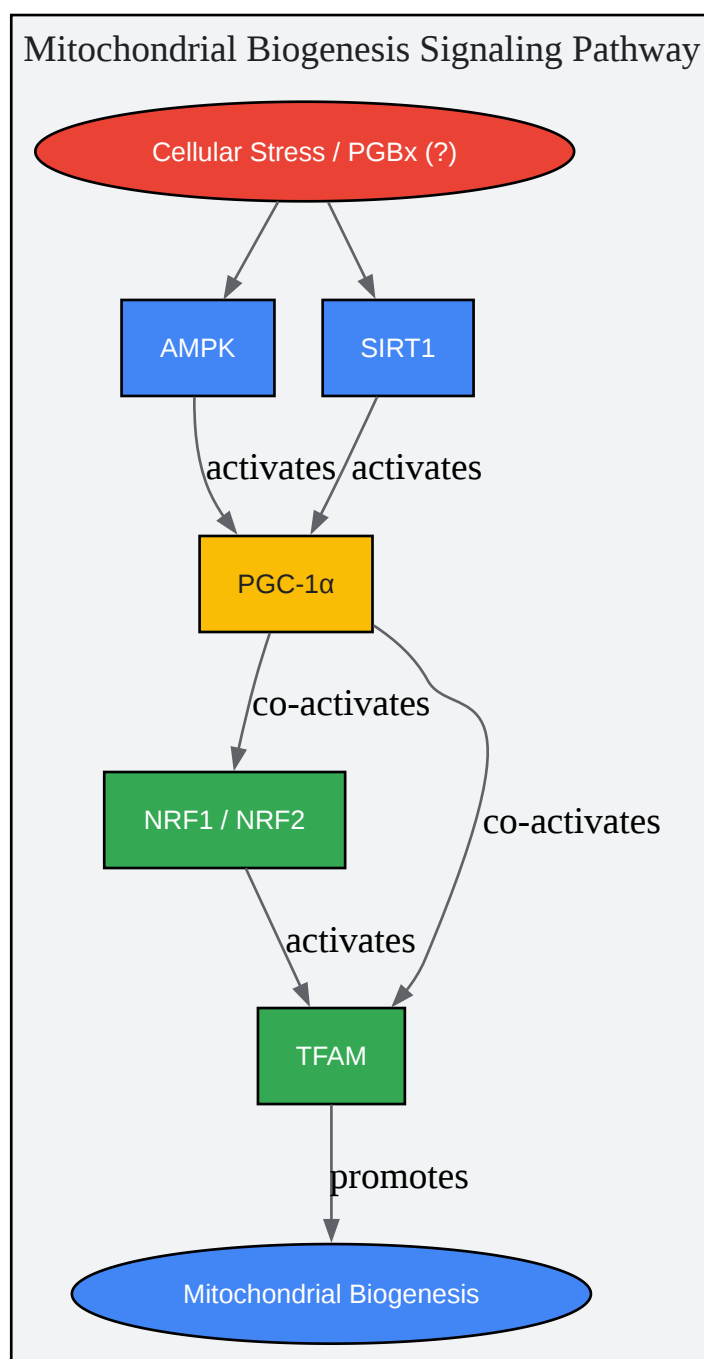 Mitochondrial Biogenesis Signaling Pathway
Cellular Stress / PGBx (?)
AMPK
SIRT1
activates
activates
PGC-1α
co-activates
NRF1 / NRF2
co-activates
activates
TFAM
promotes
Mitochondrial Biogenesis